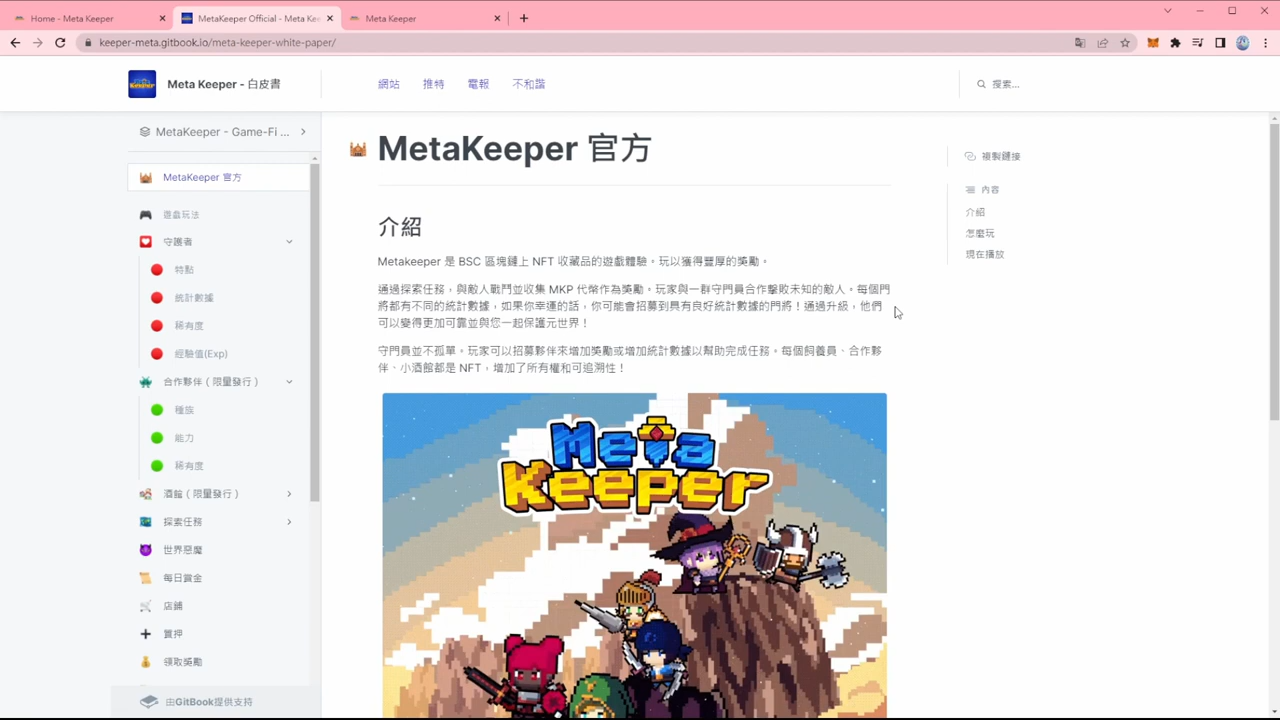 Home - Meta Keeper
MetaKeeper Official - Meta Kee
Meta Keeper
keeper-meta.gitbook.io/meta-keeper-white-paper/
Keeper
Meta Keeper - 白皮書
網站
推特
電報
不和諧
搜索...
MetaKeeper - Game-Fi ...
MetaKeeper 官方
遊戲玩法
守護者
特點
統計數據
稀有度
經驗值(Exp)
合作夥伴（限量發行）
種族
能力
稀有度
酒館（限量發行）
探索任務
世界惡魔
每日賞金
店鋪
質押
領取獎勵
由GitBook提供支持
MetaKeeper 官方
介紹
Metakeeper 是 BSC 區塊鏈上 NFT 收藏品的遊戲體驗。玩以獲得豐厚的獎勵。
通過探索任務，與敵人戰鬥並收集 MKP 代幣作為獎勵。玩家與一群守門員合作擊敗未知的敵人。每個門
將都有不同的統計數據，如果你幸運的話，你可能會招募到具有良好統計數據的門將！通過升級，他們
可以變得更加可靠並與您一起保護元世界！
守門員並不孤單。玩家可以招募夥伴來增加獎勵或增加統計數據以幫助完成任務。每個飼養員、合作夥
伴、小酒館都是 NFT，增加了所有權和可追溯性！
Meta
Keeper
複製鏈接
內容
介紹
怎麼玩
現在播放